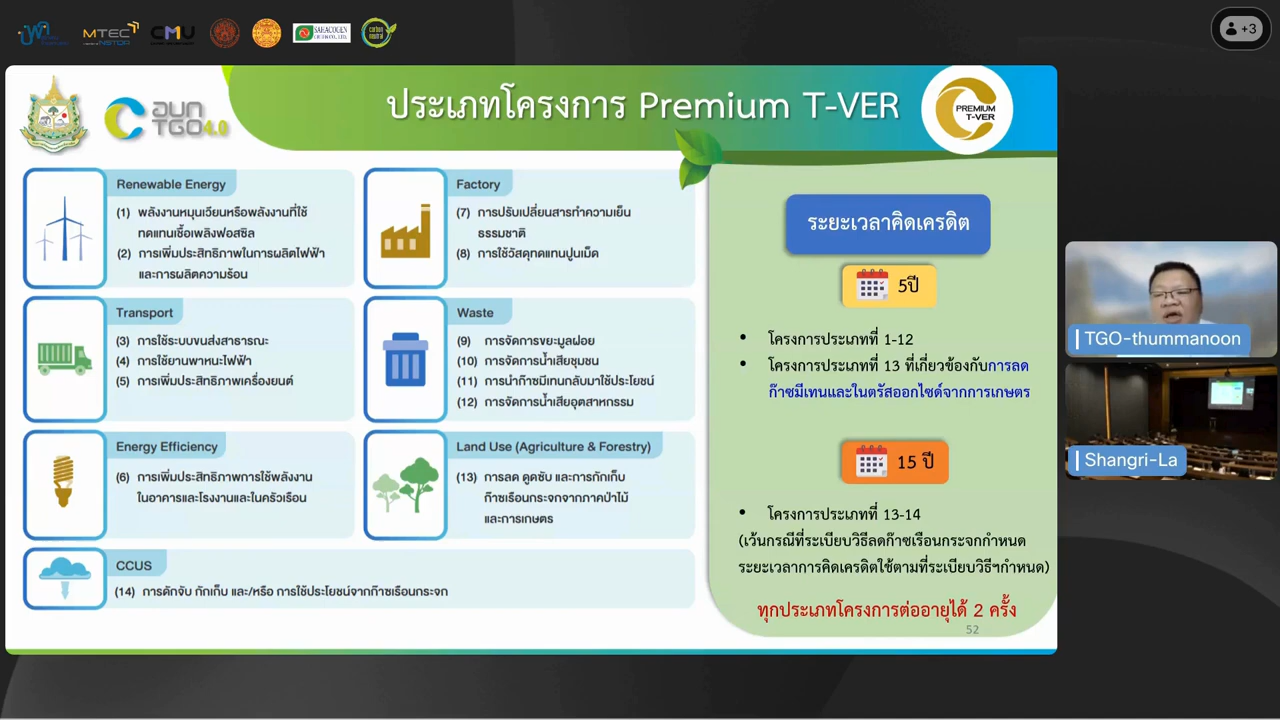 MTEC
NSTDA
CMU
SAHACOGEN
carbon
neutral
+3
อบก
TGO4.0
ประเภทโครงการ Premium T-VER
PREMIUM
T-VER
Renewable Energy
(1) พลังงานหมุนเวียนหรือพลังงานที่ใช้
ทดแทนเชื้อเพลิงฟอสซิล
(2) การเพิ่มประสิทธิภาพในการผลิตไฟฟ้า
และการผลิตความร้อน
Factory
(7) การปรับเปลี่ยนสารทำความเย็น
ธรรมชาติ
(8) การใช้วัสดุทดแทนปูนเม็ด
Transport
(3) การใช้ระบบขนส่งสาธารณะ
(4) การใช้ยานพาหนะไฟฟ้า
(5) การเพิ่มประสิทธิภาพเครื่องยนต์
Waste
(9) การจัดการขยะมูลฝอย
(10) การจัดการน้ำเสียชุมชน
(11) การนำก๊าซมีเทนกลับมาใช้ประโยชน์
(12) การจัดการน้ำเสียอุตสาหกรรม
Energy Efficiency
(6) การเพิ่มประสิทธิภาพการใช้พลังงาน
ในอาคารและโรงงานและในครัวเรือน
Land Use (Agriculture & Forestry)
(13) การลด ดูดซับ และการกักเก็บ
ก๊าซเรือนกระจกจากภาคป่าไม้
และการเกษตร
CCUS
(14) การดักจับ กักเก็บ และ/หรือ การใช้ประโยชน์จากก๊าซเรือนกระจก
ระยะเวลาคิดเครดิต
5ปี
• โครงการประเภทที่ 1-12
• โครงการประเภทที่ 13 ที่เกี่ยวข้องกับการลด
ก๊าซมีเทนและไนตรัสออกไซด์จากการเกษตร
15 ปี
• โครงการประเภทที่ 13-14
(เว้นกรณีที่ระเบียบวิธีลดก๊าซเรือนกระจกกำหนด
ระยะเวลาการคิดเครดิตใช้ตามที่ระเบียบวิธีฯกำหนด)
ทุกประเภทโครงการต่ออายุได้ 2 ครั้ง
52
TGO-thummanoon
Shangri-La